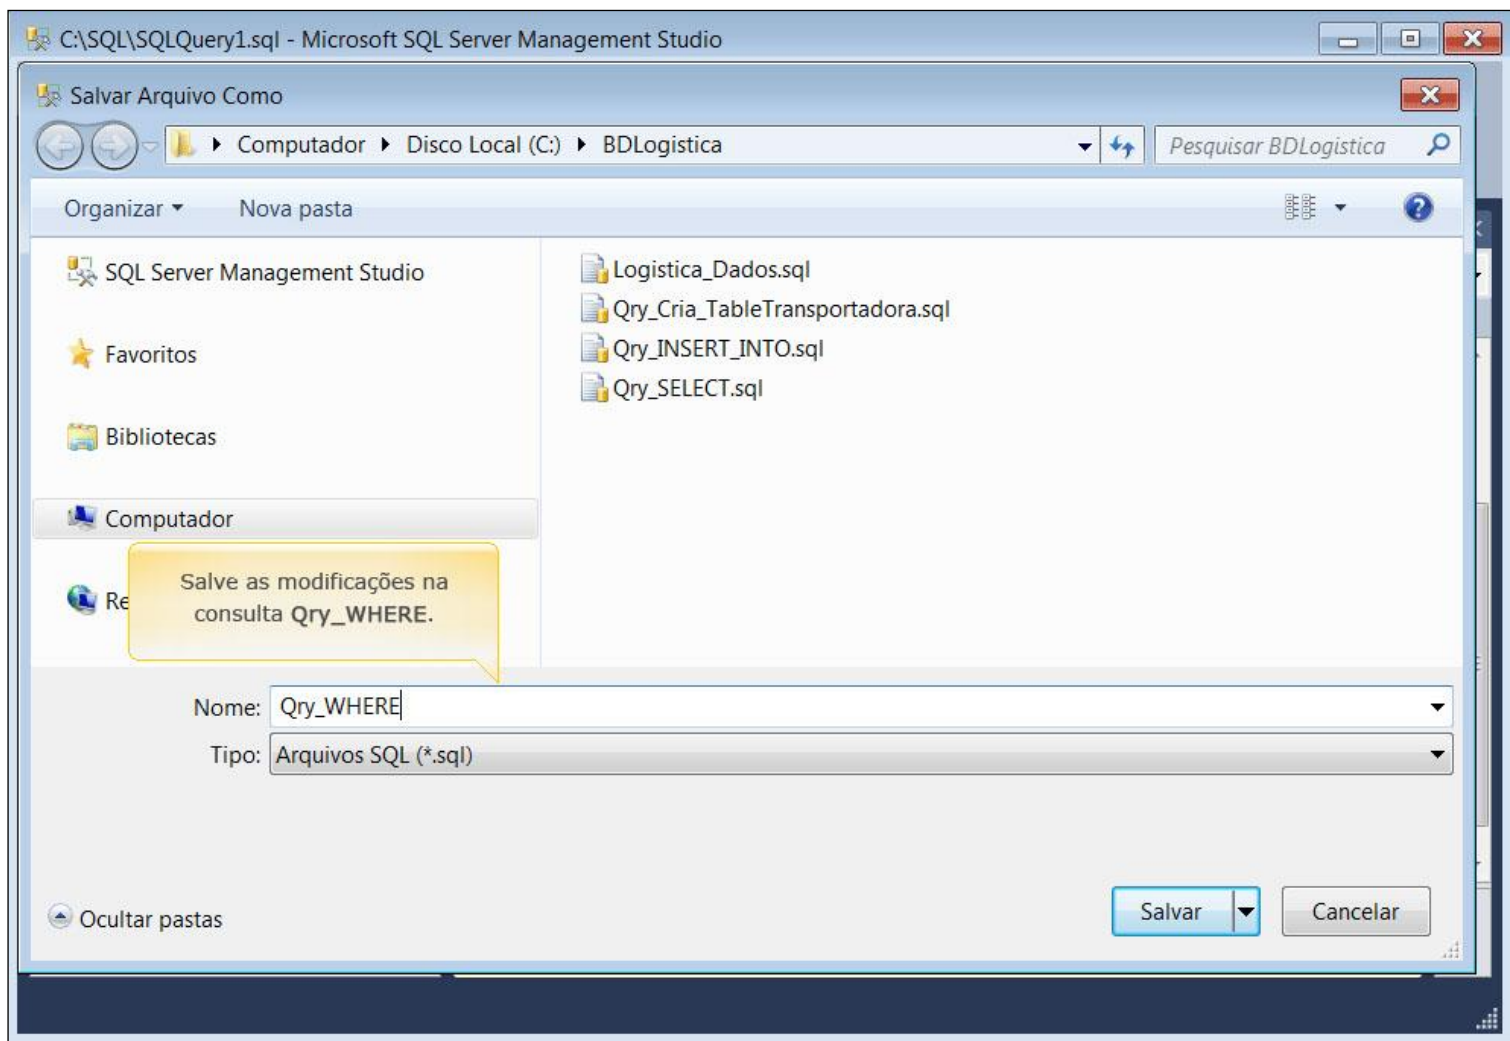 C:\SQL\SQLQuery1.sql - Microsoft SQL Server Management Studio
Salvar Arquivo Como
Computador Disco Local (C:) BDLogistica
Pesquisar BDLogistica
Organizar Nova pasta
SQL Server Management Studio
Favoritos
Bibliotecas
Computador
Re
Logistica_Dados.sql
Qry_Cria_TableTransportadora.sql
Qry_INSERT_INTO.sql
Qry_SELECT.sql
Salve as modificações na
consulta Qry_WHERE.
Nome: Qry_WHERE
Tipo: Arquivos SQL (*.sql)
Ocultar pastas
Salvar
Cancelar